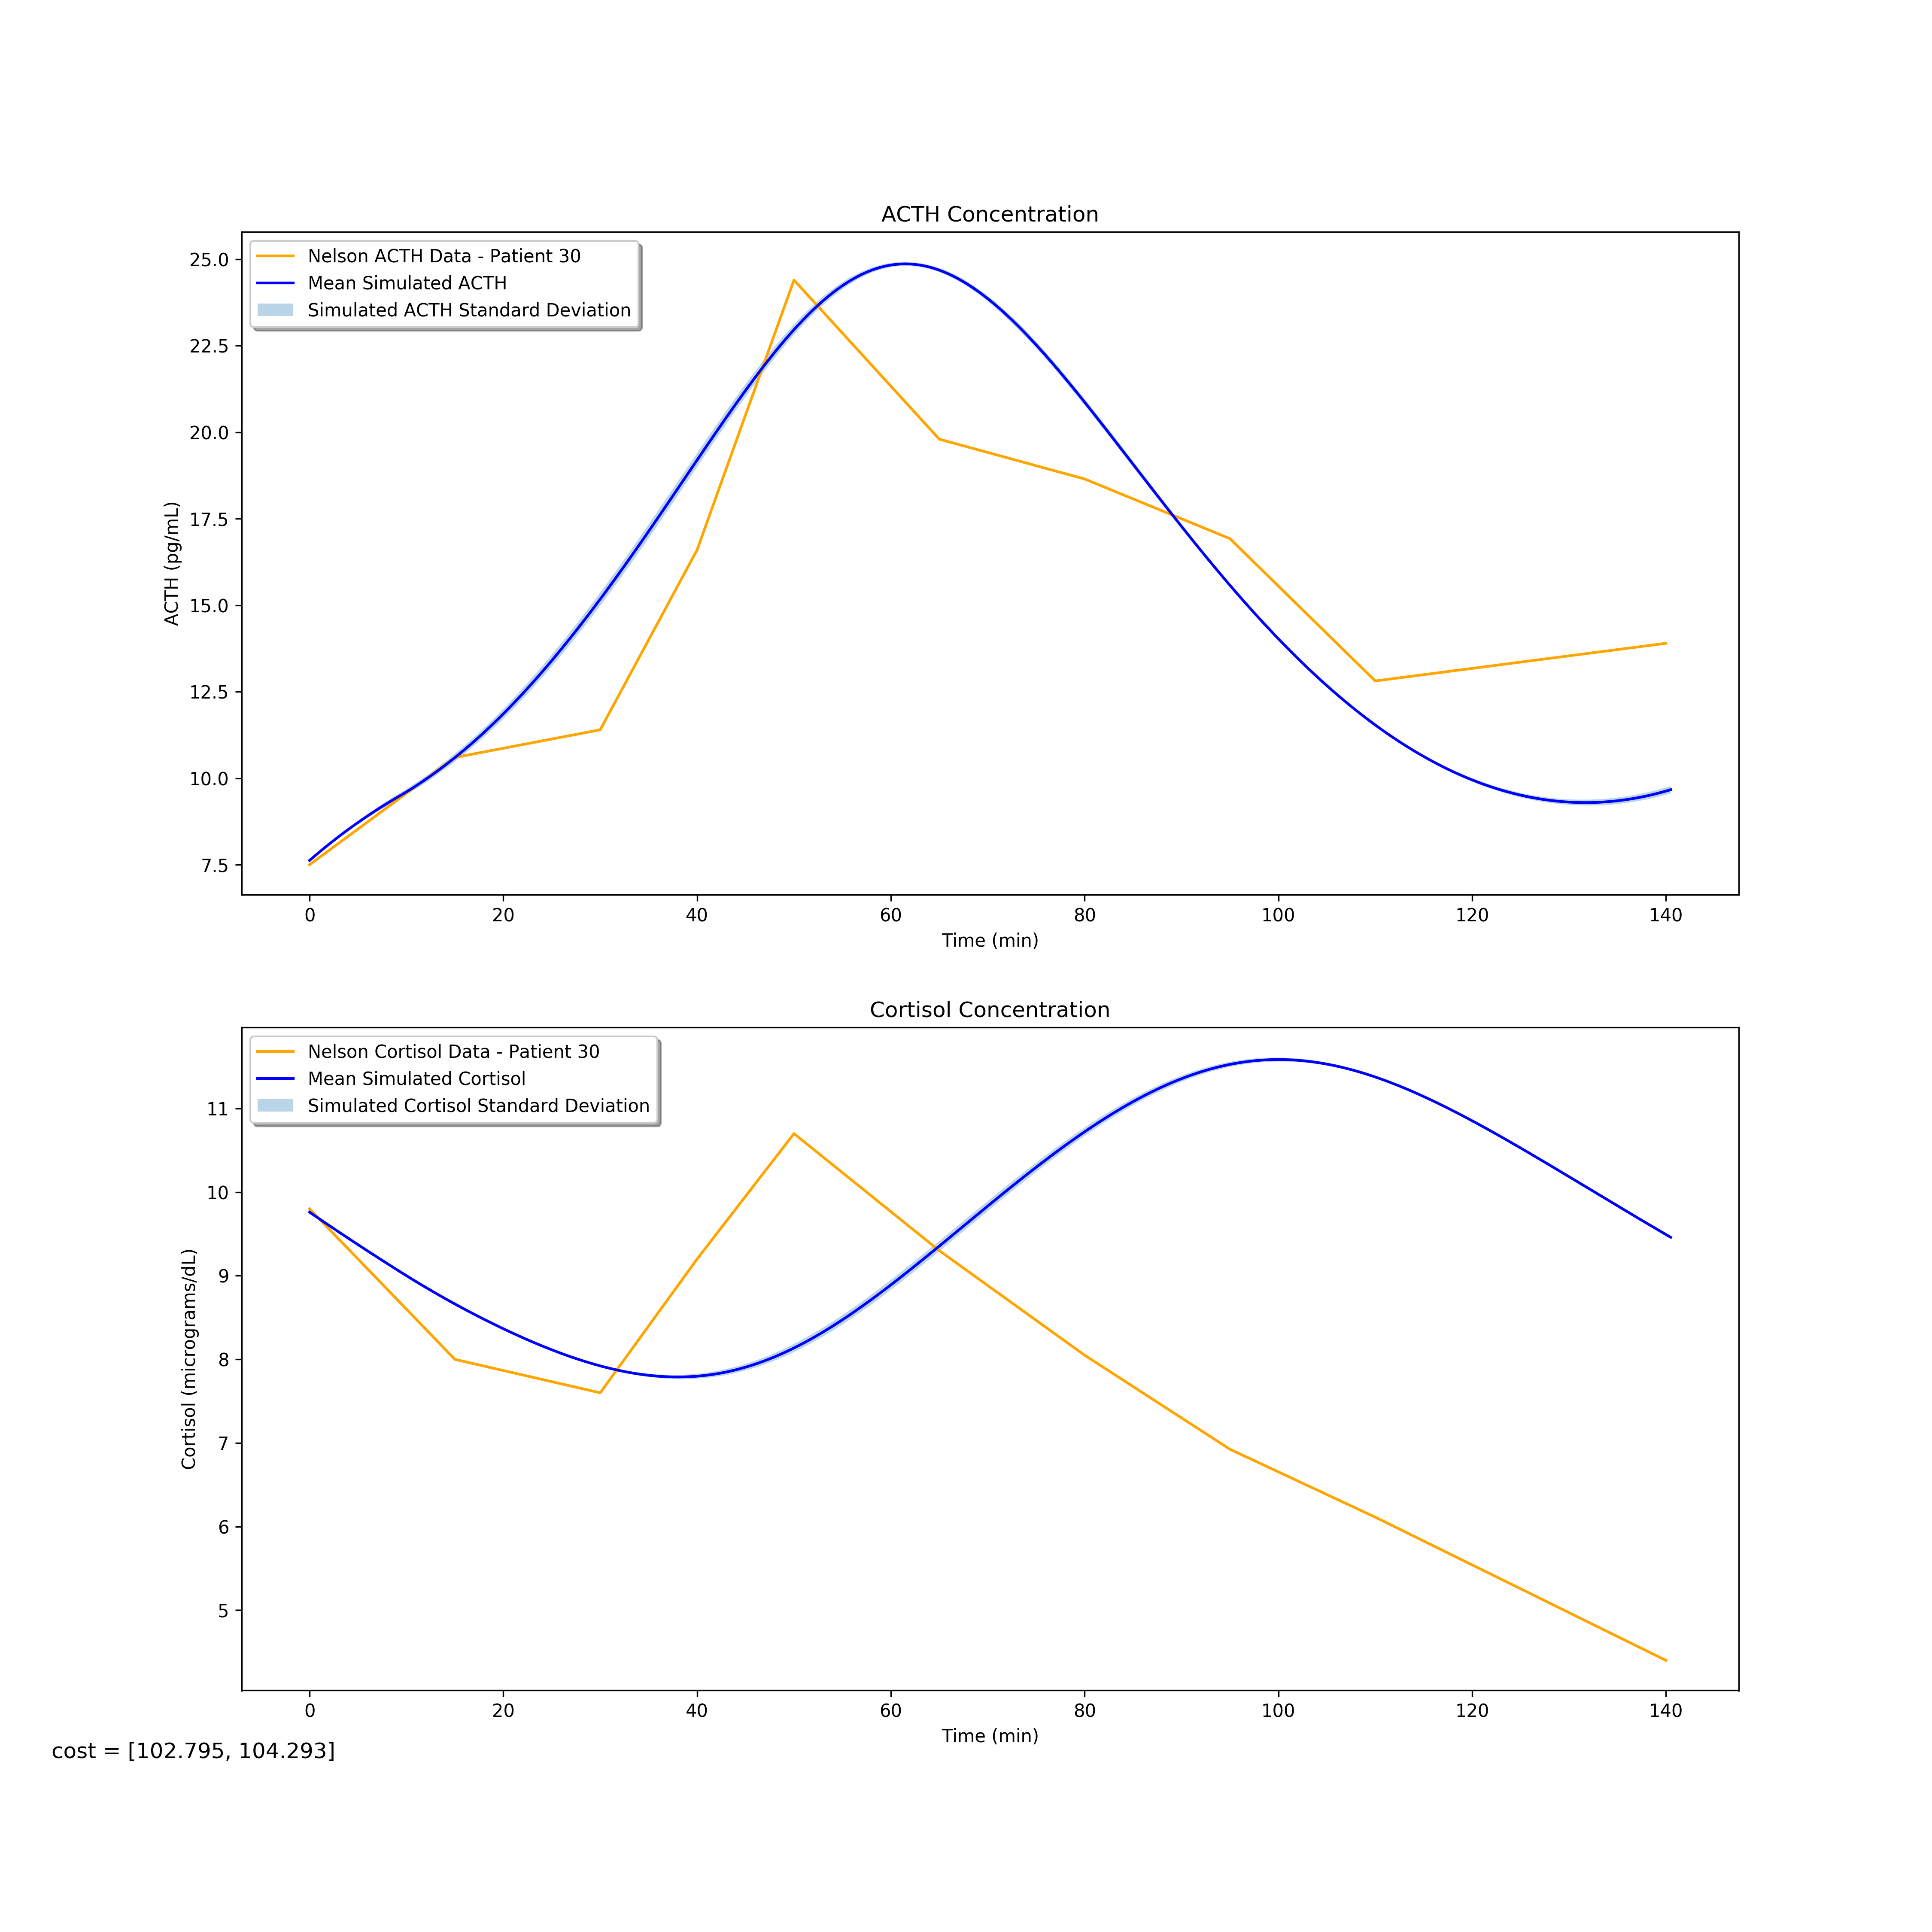 ACTH Concentration
Nelson ACTH Data - Patient 30
Mean Simulated ACTH
Simulated ACTH Standard Deviation
25.0
22.5
20.0
17.5
15.0
12.5
10.0
7.5
ACTH (pg/mL)
0 20 40 60 80 100 120 140
Time (min)
Cortisol Concentration
Nelson Cortisol Data - Patient 30
Mean Simulated Cortisol
Simulated Cortisol Standard Deviation
11
10
9
8
7
6
5
Cortisol (micrograms/dL)
0 20 40 60 80 100 120 140
Time (min)
cost = [102.795, 104.293]